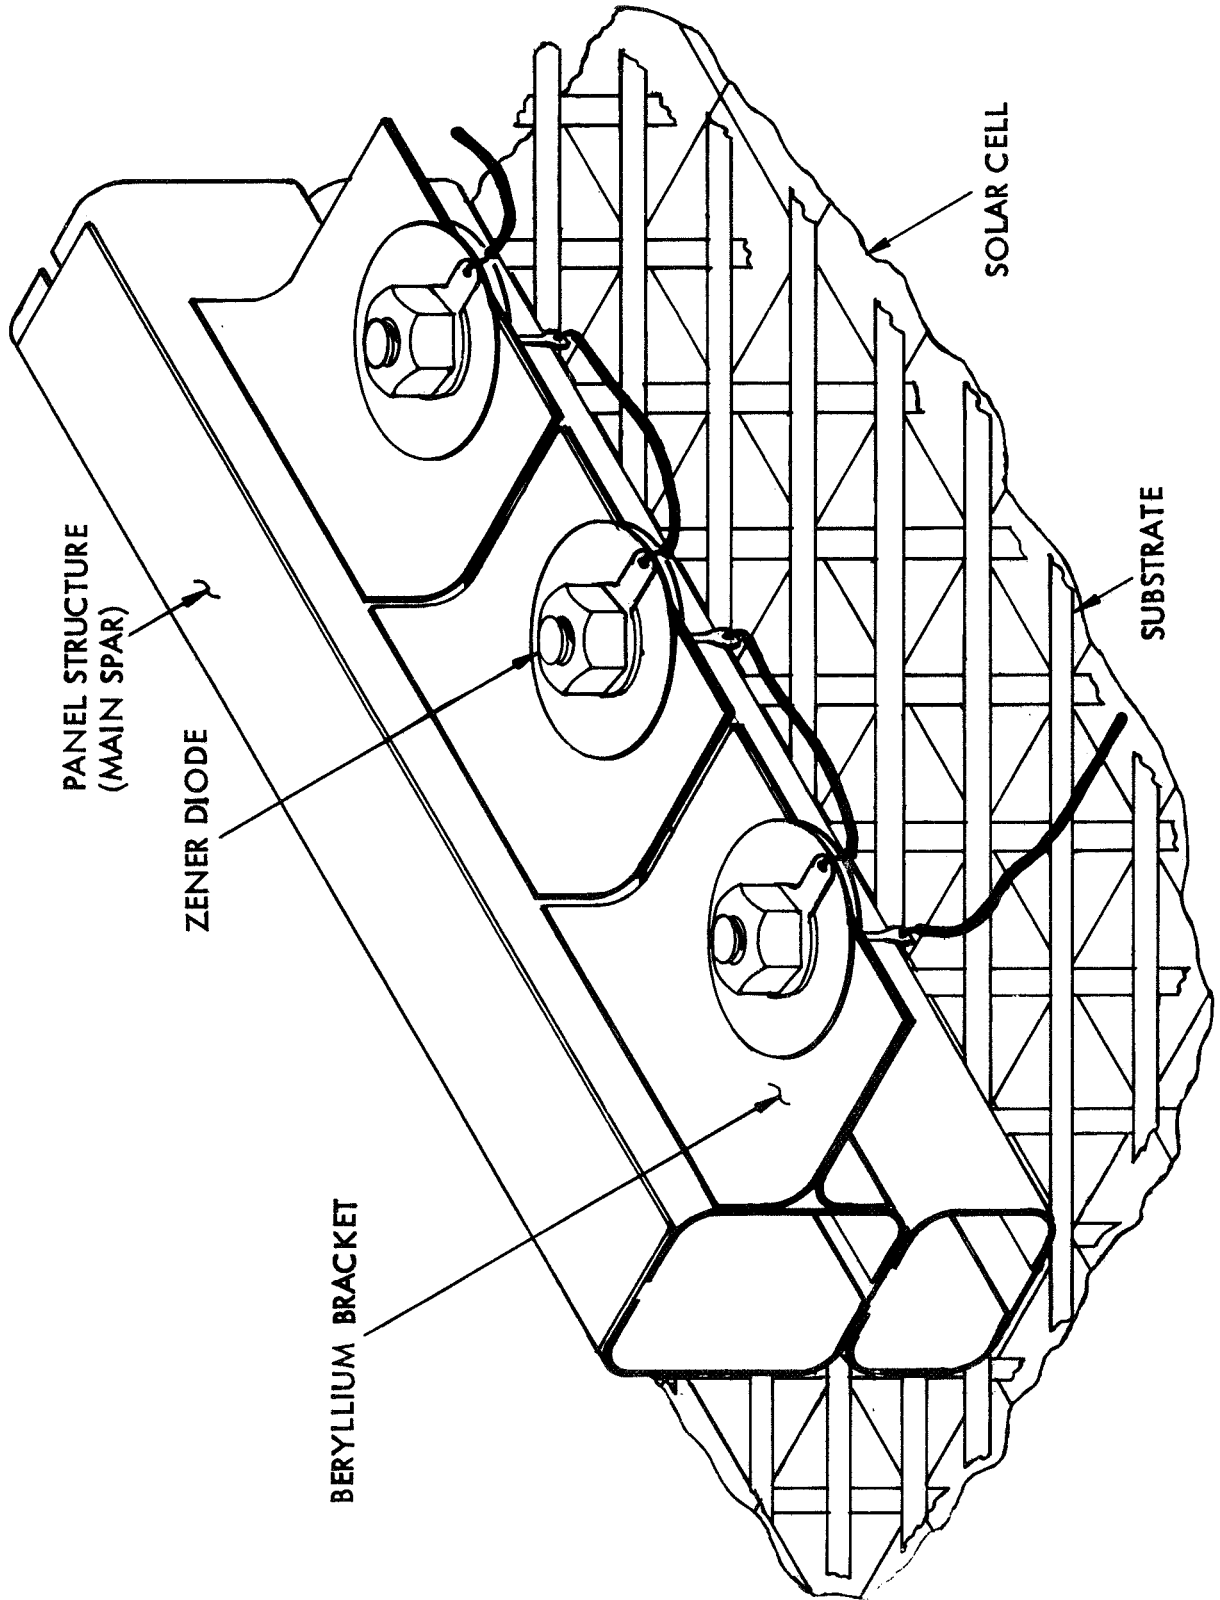 PANEL STRUCTURE
(MAIN SPAR)
ZENER DIODE
BERYLLIUM BRACKET
SOLAR CELL
SUBSTRATE